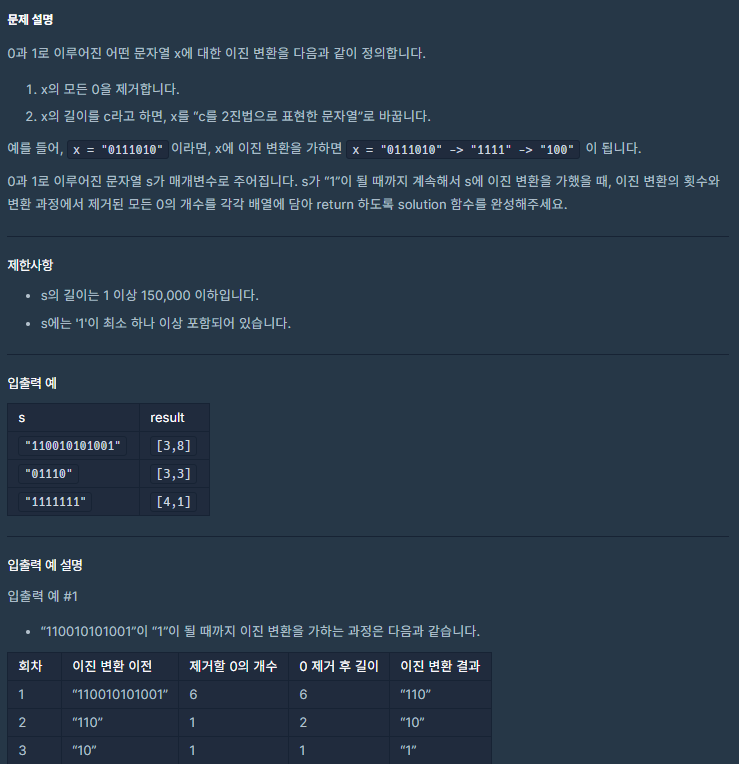 문제 설명
0과 1로 이루어진 어떤 문자열 x에 대한 이진 변환을 다음과 같이 정의합니다.
1. x의 모든 0을 제거합니다.
2. x의 길이를 c라고 하면, x를 “c를 2진법으로 표현한 문자열”로 바꿉니다.
예를 들어, x = "0111010" 이라면, x에 이진 변환을 가하면 x = "0111010" -> "1111" -> "100" 이 됩니다.
0과 1로 이루어진 문자열 s가 매개변수로 주어집니다. s가 “1”이 될 때까지 계속해서 s에 이진 변환을 가했을 때, 이진 변환의 횟수와
변환 과정에서 제거된 모든 0의 개수를 각각 배열에 담아 return 하도록 solution 함수를 완성해주세요.
제한사항
• s의 길이는 1 이상 150,000 이하입니다.
• s에는 '1'이 최소 하나 이상 포함되어 있습니다.
입출력 예
s result
"110010101001" [3,8]
"01110" [3,3]
"1111111" [4,1]
입출력 예 설명
입출력 예 #1
• “110010101001”이 “1”이 될 때까지 이진 변환을 가하는 과정은 다음과 같습니다.
회차 이진 변환 이전 제거할 0의 개수 0 제거 후 길이 이진 변환 결과
1 “110010101001” 6 6 “110”
2 “110” 1 2 “10”
3 “10” 1 1 “1”